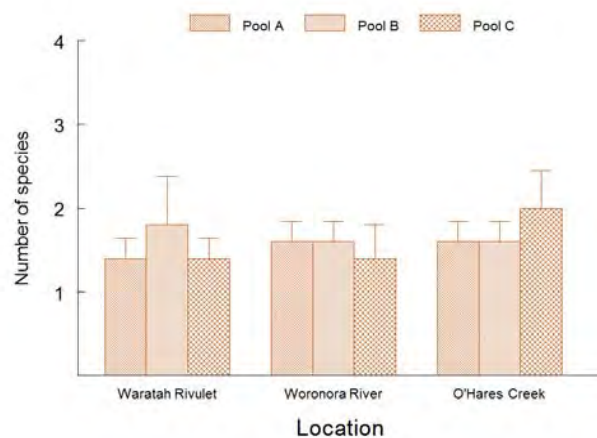 Pool A Pool B Pool C
4
3
2
1
Number of species
Waratah Rivulet Woronora River O'Hares Creek
Location